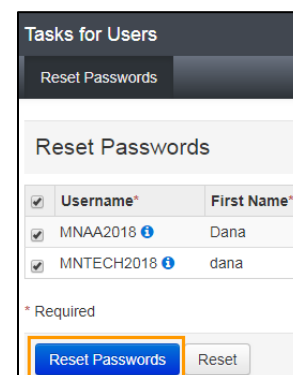 Tasks for Users
Reset Passwords
Reset Passwords
Username* First Name*
MNAA2018 Dana
MNTECH2018 dana
* Required
Reset Passwords Reset